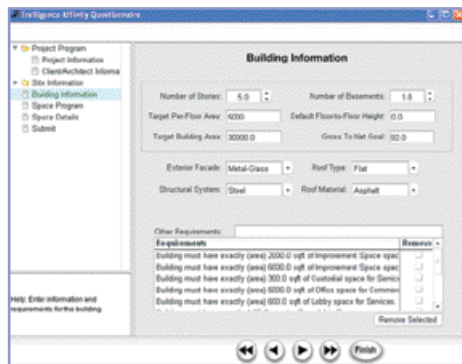 Trelligence Affinity Questionnaire
Project Program
Project Information
Client/Architect Informa
Site Information
Building Information
Space Program
Space Details
Submit
Building Information
Number of Stories: 5.0
Number of Basements: 1.0
Target Per-Floor Area: 6000
Default Floor-to-Floor Height: 0.0
Target Building Area: 30000.0
Gross To Net Goal: 92.0
Exterior Facade: Metal-Glass
Roof Type: Flat
Structural System: Steel
Roof Material: Asphalt
Other Requirements:
Requirements Remove
Building must have exactly (area) 2000.0 sqft of Improvement Space spac
Building must have exactly (area) 6000.0 sqft of Improvement Space spac
Building must have exactly (area) 300.0 sqft of Custodial space for Service
Building must have exactly (area) 5000.0 sqft of Office space for Commer
Building must have exactly (area) 600.0 sqft of Lobby space for Services.
Remove Selected
Help: Enter information and
requirements for the building.
Finish